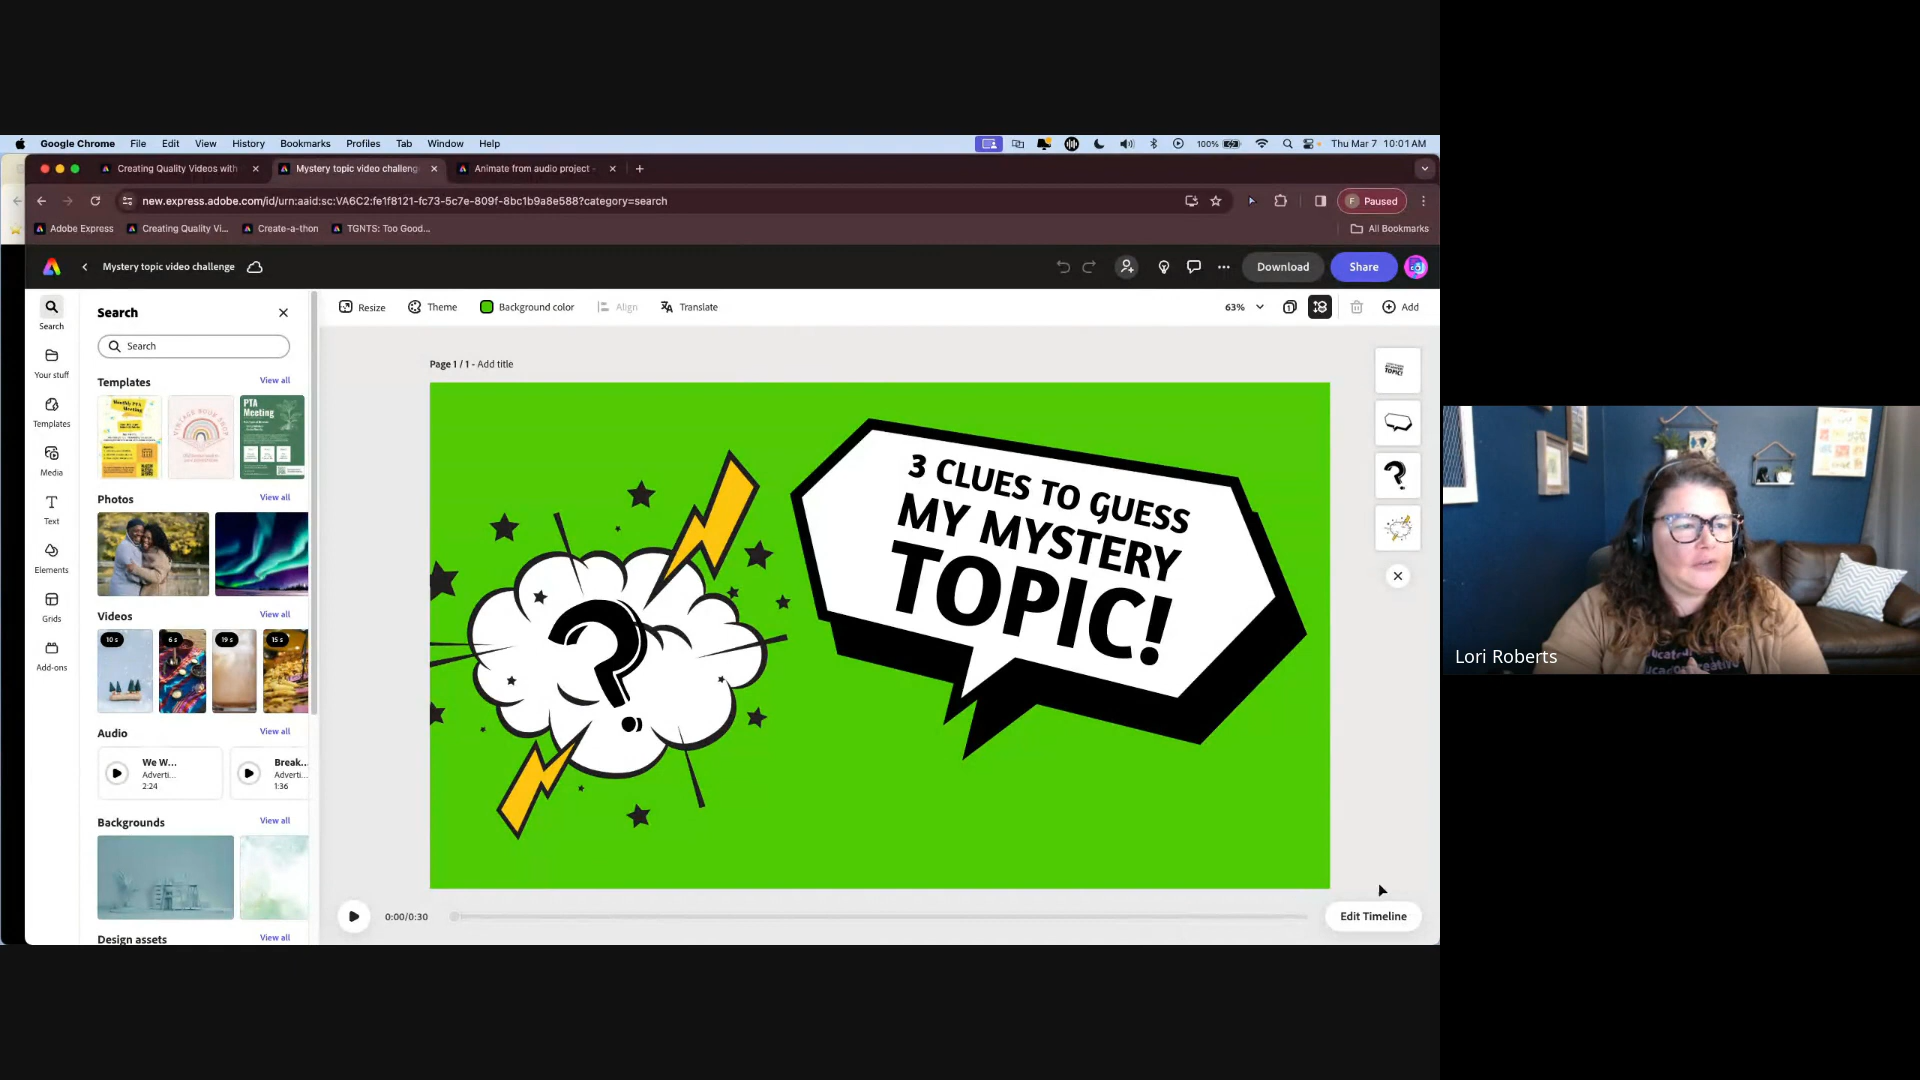 Google Chrome File Edit View History Bookmarks Profiles Tab Window Help 100% Thu Mar 7 10:01 AM
Creating Quality Videos with Mystery topic video challeng Animate from audio project -
new.express.adobe.com/id/urn:aaid:sc:VA6C2:fe1f8121-fc73-5c7e-809f-8bc1b9a8e588?category=search F Paused
Adobe Express Creating Quality Vi... Create-a-thon TGNTS: Too Good... All Bookmarks
Mystery topic video challenge Download Share
Search
Your stuff
Templates
Media
Text
Elements
Grids
Add-ons
Search
Search
Templates View all
Monthly PTA Meeting
VINTAGE BOOK SHOP
PTA Meeting
Photos View all
Videos View all
10 s 6 s 19 s 15 s
Audio View all
We W...
Adverti...
2:24
Break...
Adverti...
1:36
Backgrounds View all
Design assets View all
Resize Theme Background color Align Translate 63% Add
Page 1 / 1 - Add title
3 CLUES TO GUESS
MY MYSTERY
TOPIC!
?
TOPIC!
?
0:00/0:30 Edit Timeline
Lori Roberts